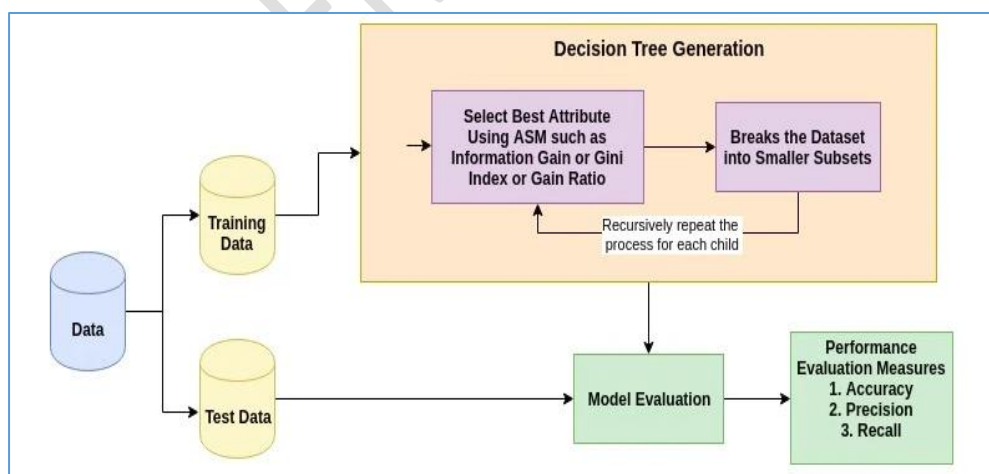 Decision Tree Generation
Select Best Attribute
Using ASM such as
Information Gain or Gini
Index or Gain Ratio
Breaks the Dataset
into Smaller Subsets
Recursively repeat the
process for each child
Training
Data
Data
Test Data
Model Evaluation
Performance
Evaluation Measures
1. Accuracy
2. Precision
3. Recall